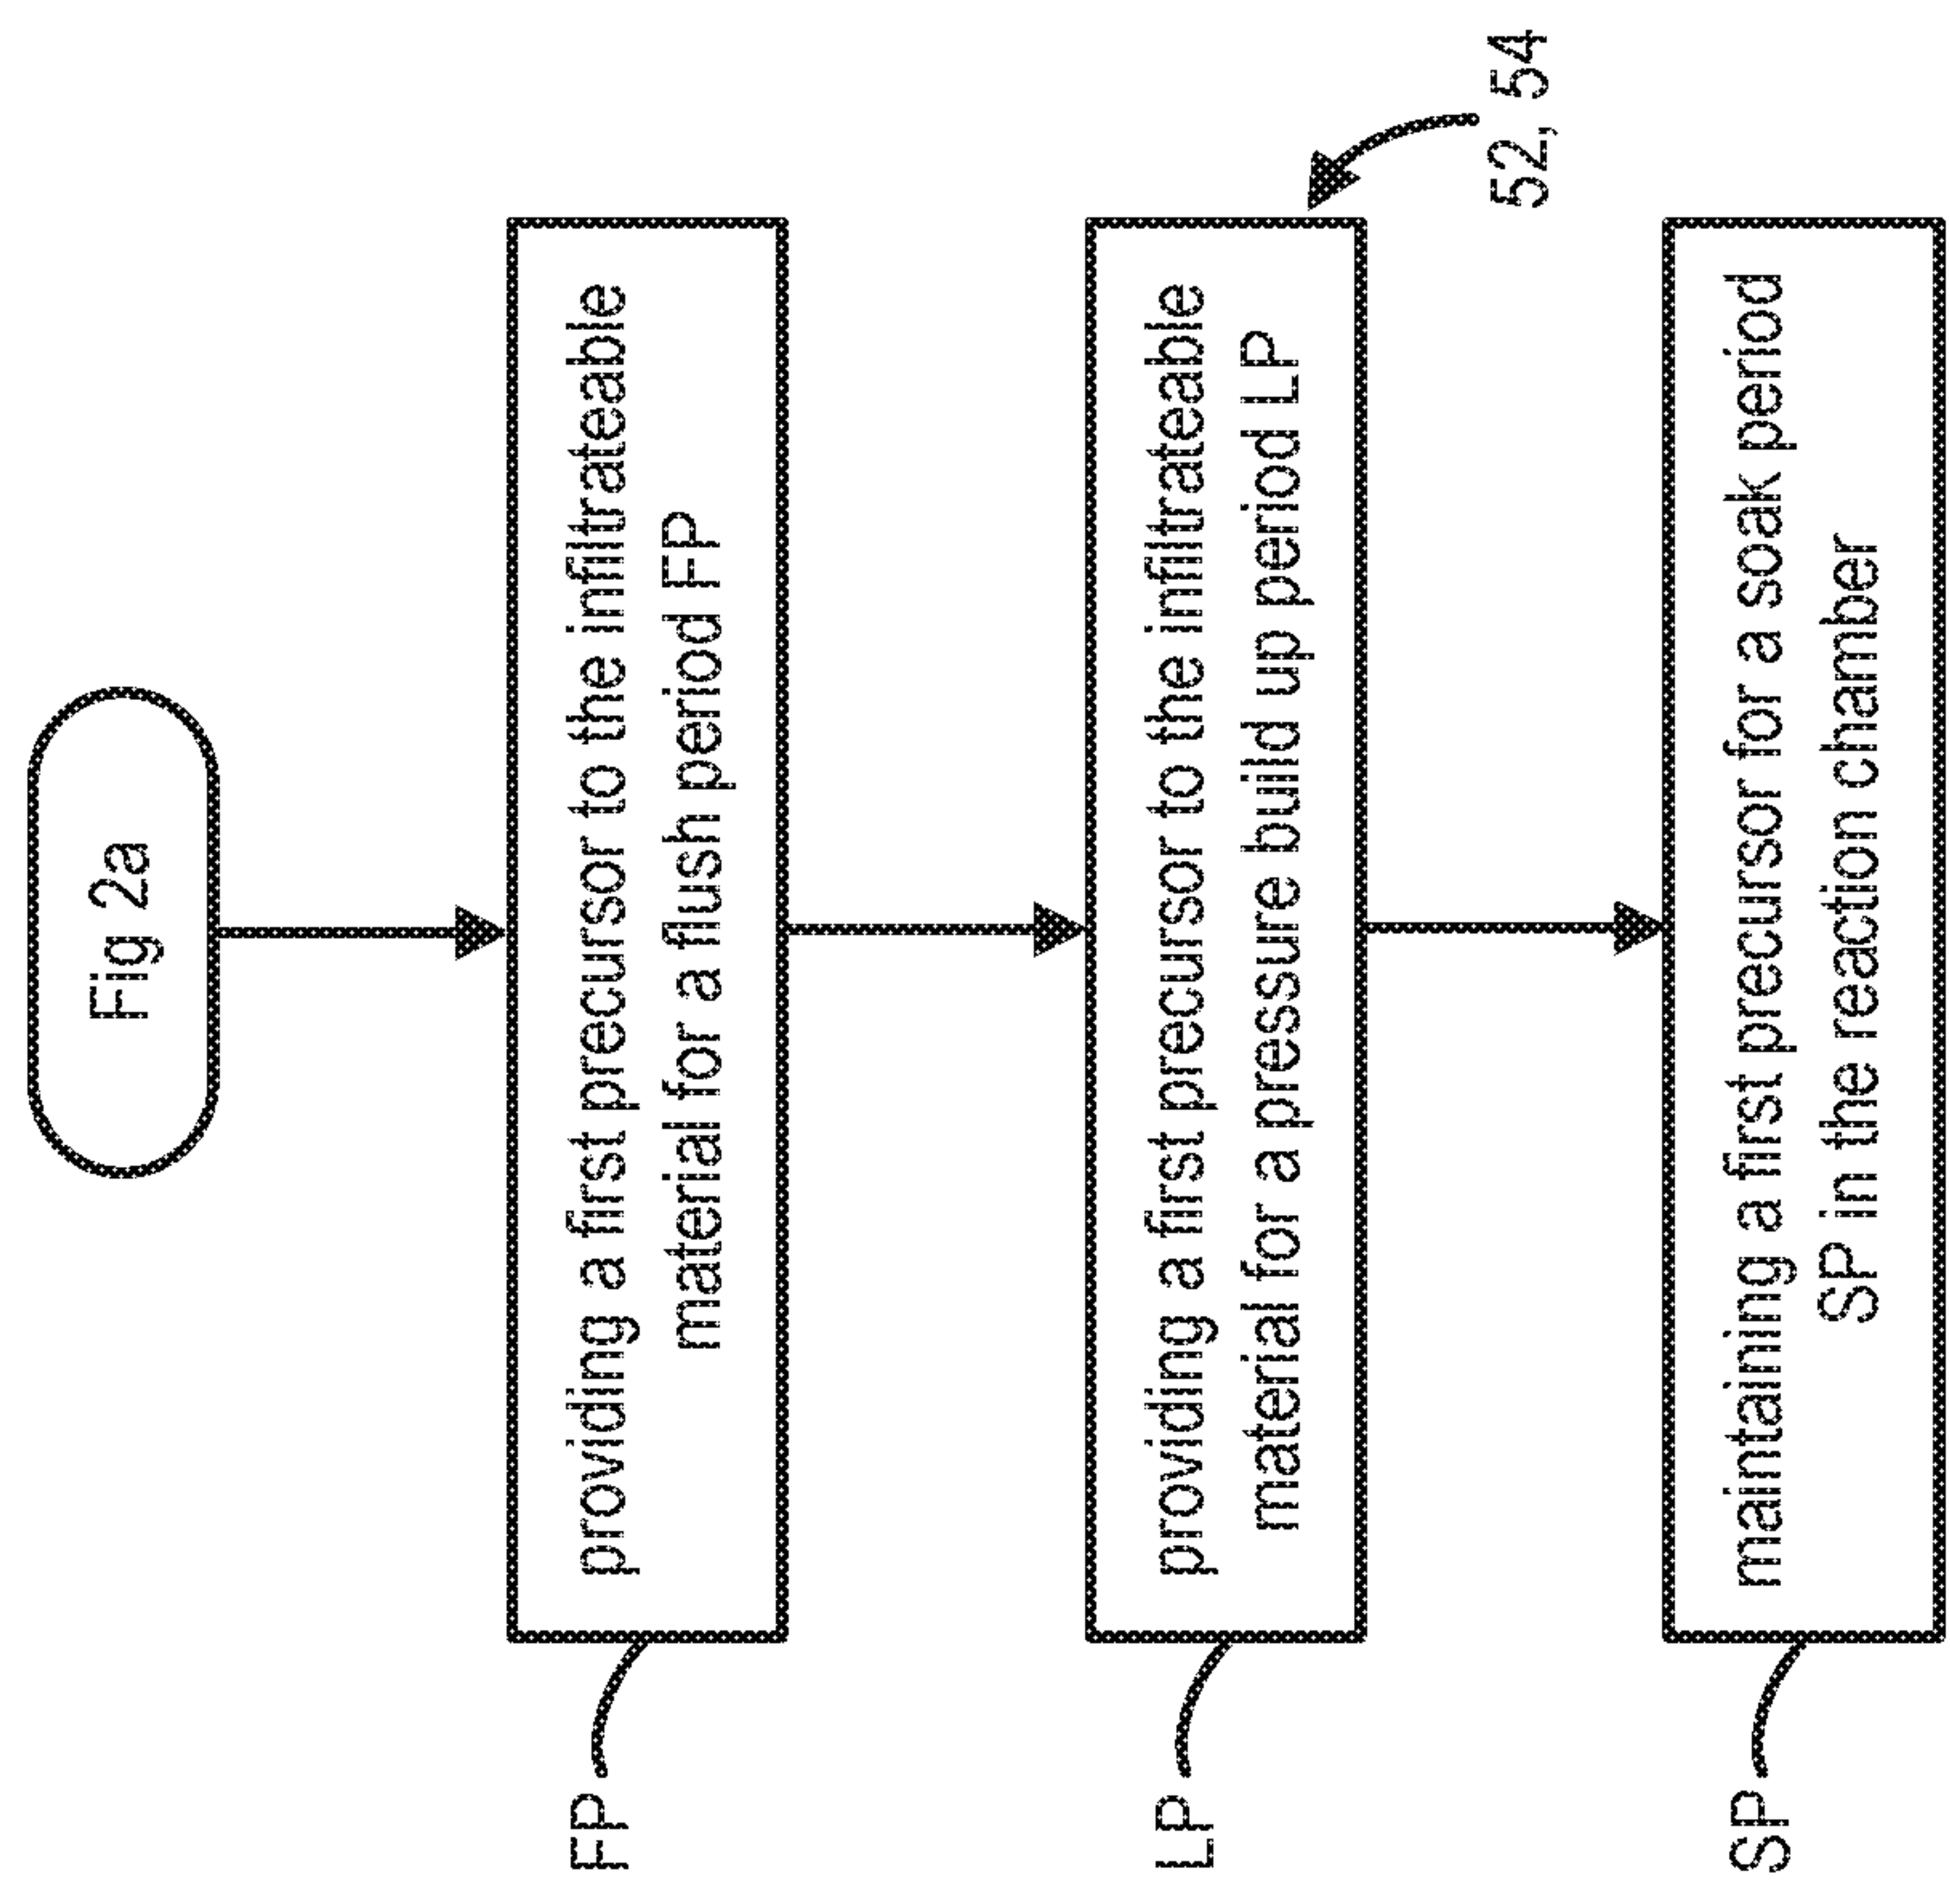 Fig 2a
FP
providing a first precursor to the infiltrateable
material for a flush period FP
LP
providing a first precursor to the infiltrateable
material for a pressure build up period LP
52, 54
SP
maintaining a first precursor for a soak period
SP in the reaction chamber